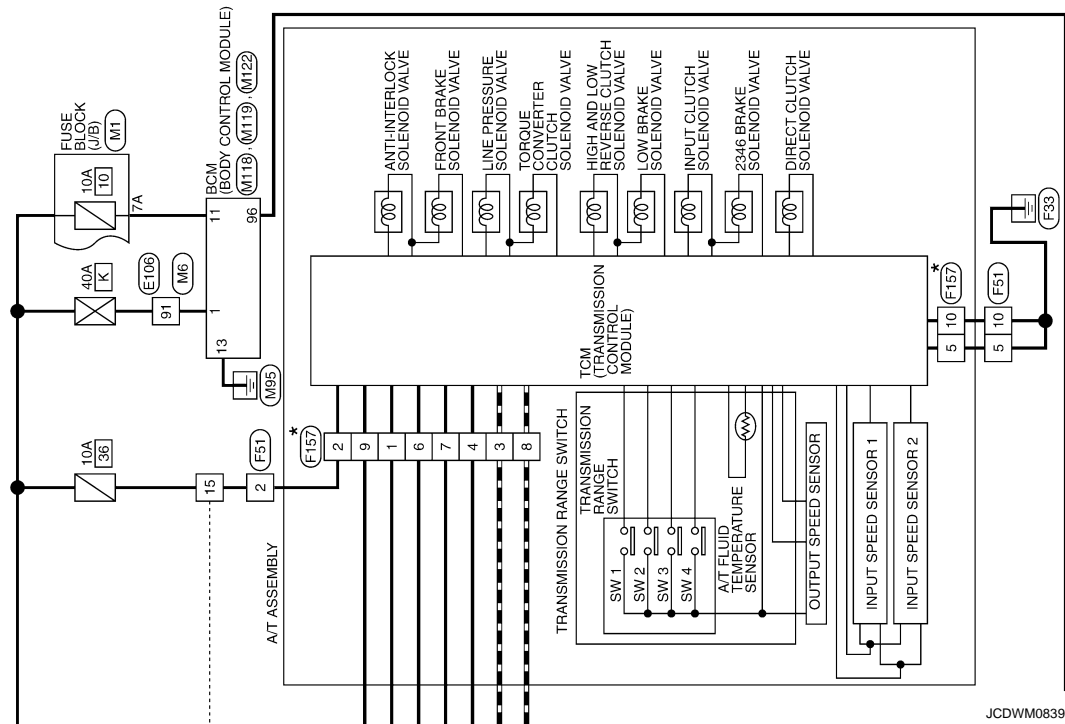 FUSE
BLOCK
(J/B)
M1
10A
10
7A
BCM
(BODY CONTROL MODULE)
M118 , M119 , M122
11
96
1
13
M95
40A
K
91
E106
M6
10A
36
15
2
F51
A/T ASSEMBLY
ANTI-INTERLOCK
SOLENOID VALVE
FRONT BRAKE
SOLENOID VALVE
LINE PRESSURE
SOLENOID VALVE
TORQUE
CONVERTER
CLUTCH
SOLENOID VALVE
HIGH AND LOW
REVERSE CLUTCH
SOLENOID VALVE
LOW BRAKE
SOLENOID VALVE
INPUT CLUTCH
SOLENOID VALVE
2346 BRAKE
SOLENOID VALVE
DIRECT CLUTCH
SOLENOID VALVE
TCM
(TRANSMISSION
CONTROL
MODULE)
* F157
2
9
1
6
7
4
3
8
TRANSMISSION RANGE SWITCH
TRANSMISSION
RANGE
SWITCH
SW 1
SW 2
SW 3
SW 4
A/T FLUID
TEMPERATURE
SENSOR
OUTPUT SPEED SENSOR
INPUT SPEED SENSOR 1
INPUT SPEED SENSOR 2
* F157
5 10
F51
5 10
F33
JCDWM0839